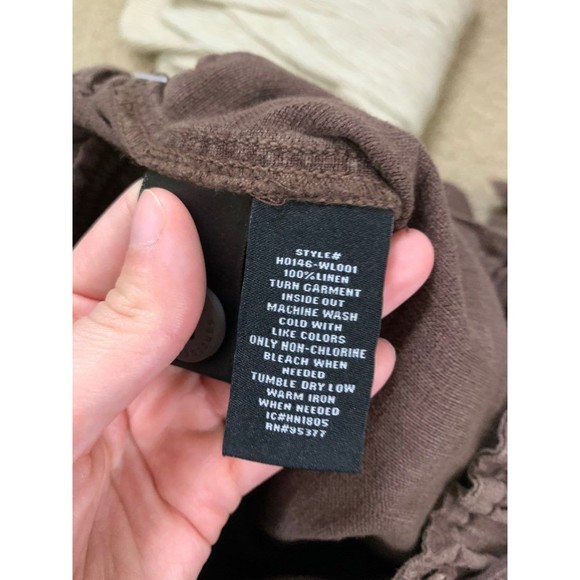 STYLE#
H0146-WL001
100%LINEN
TURN GARMENT
INSIDE OUT
MACHINE WASH
COLD WITH
LIKE COLORS
ONLY NON-CHLORINE
BLEACH WHEN
NEEDED
TUMBLE DRY LOW
WARM IRON
WHEN NEEDED
IC#HN1805
RN#95377